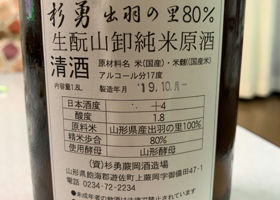 杉勇 出羽の里80%
生酛山卸純米原酒
清酒 原材料名 米(国産)・米麹(国産米)
アルコール分17度
内容量1.8L 製造年月 '19.10.月
日本酒度 +4
酸度 1.8
原料米 山形県産出羽の里100%
精米歩合 80%
使用酵母 山形酵母
(資)杉勇蕨岡酒造場
山形県飽海郡遊佐町上蕨岡字御備田47-1
電話 0234-72-2234